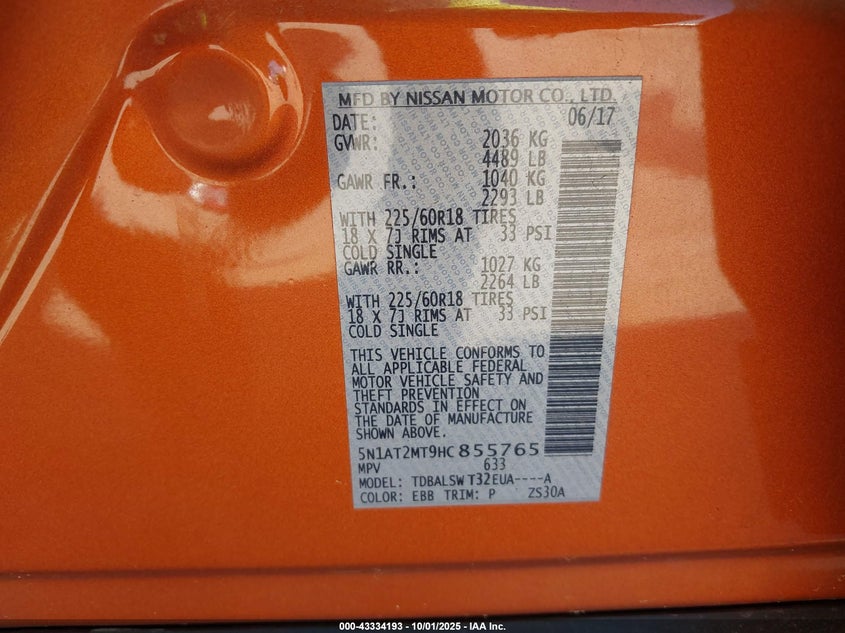 MFD BY NISSAN MOTOR CO., LTD.
DATE: 06/17
GVWR: 2036 KG
4489 LB
GAWR FR.: 1040 KG
2293 LB
WITH 225/60R18 TIRES
18 X 7J RIMS AT 33 PSI
COLD SINGLE
GAWR RR.: 1027 KG
2264 LB
WITH 225/60R18 TIRES
18 X 7J RIMS AT 33 PSI
COLD SINGLE
THIS VEHICLE CONFORMS TO
ALL APPLICABLE FEDERAL
MOTOR VEHICLE SAFETY AND
THEFT PREVENTION
STANDARDS IN EFFECT ON
THE DATE OF MANUFACTURE
SHOWN ABOVE.
5N1AT2MT9HC855765
MPV 633
MODEL: TDBALSW T32EUA----A
COLOR: EBB TRIM: P ZS30A
000-43334193 - 10/01/2025 - IAA Inc.